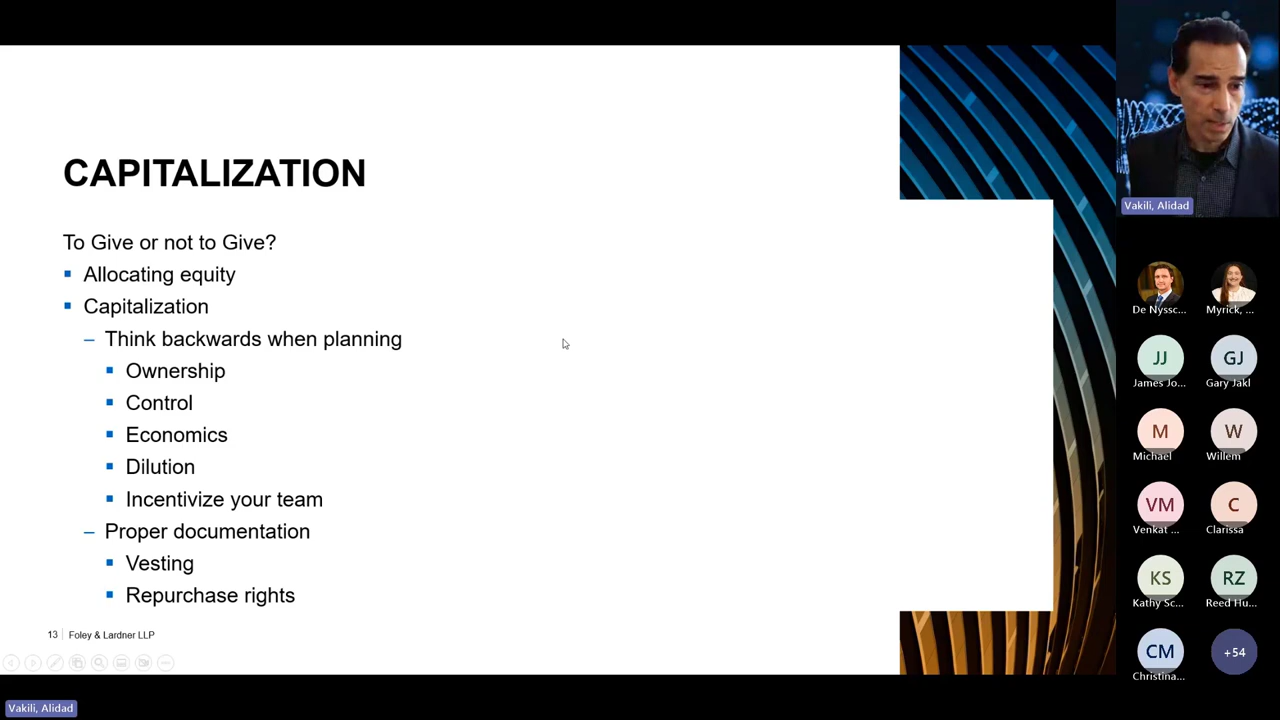 CAPITALIZATION
To Give or not to Give?
Allocating equity
Capitalization
– Think backwards when planning
Ownership
Control
Economics
Dilution
Incentivize your team
– Proper documentation
Vesting
Repurchase rights
13 Foley & Lardner LLP
Vakili, Alidad
Vakili, Alidad
De Nyssc...
Myrick, ...
JJ
James Jo...
GJ
Gary Jakl
M
Michael
W
Willem
VM
Venkat ...
C
Clarissa
KS
Kathy Sc...
RZ
Reed Hu...
CM
Christina...
+54